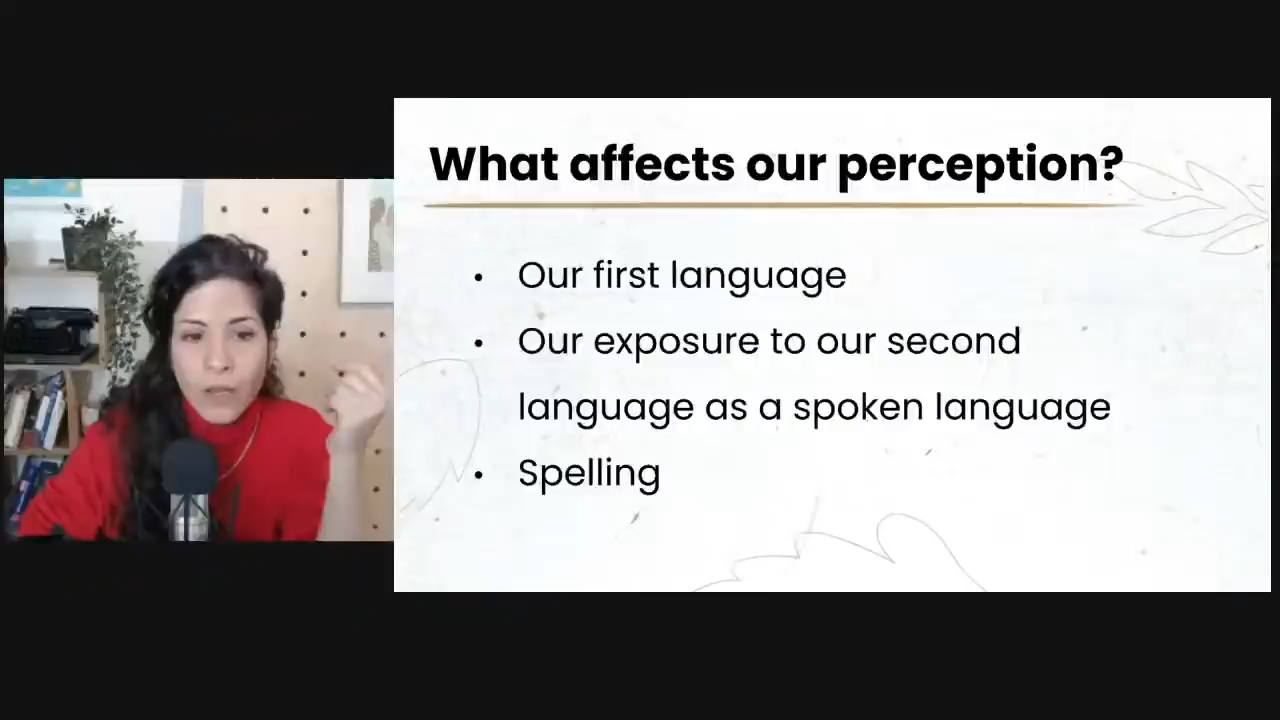 What affects our perception?
• Our first language
• Our exposure to our second
language as a spoken language
• Spelling